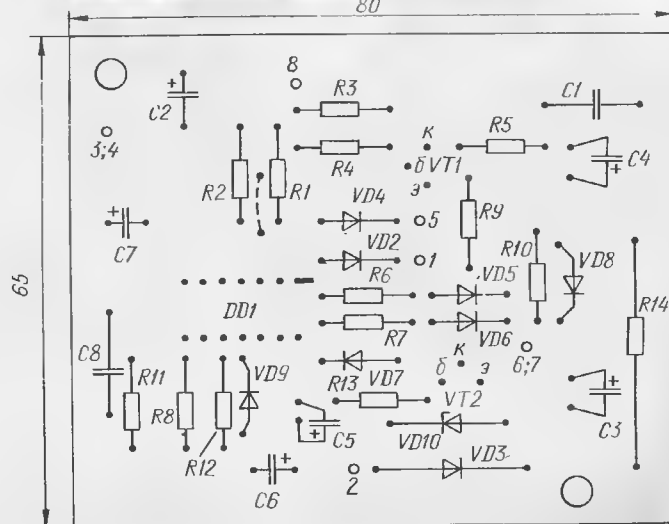 80
65
8
R3
C1
C2
R4
к
R5
C4
3;4
б VT1
э
R2
R1
VD4
5
R9
C7
VD2
1
R10
VD8
R6
VD5
DD1
R14
R7
VD6
C8
R11
к
6;7
VD9
R13
VD7
б
э
R8
VT2
C3
R12
C5
VD10
C6
2
VD3